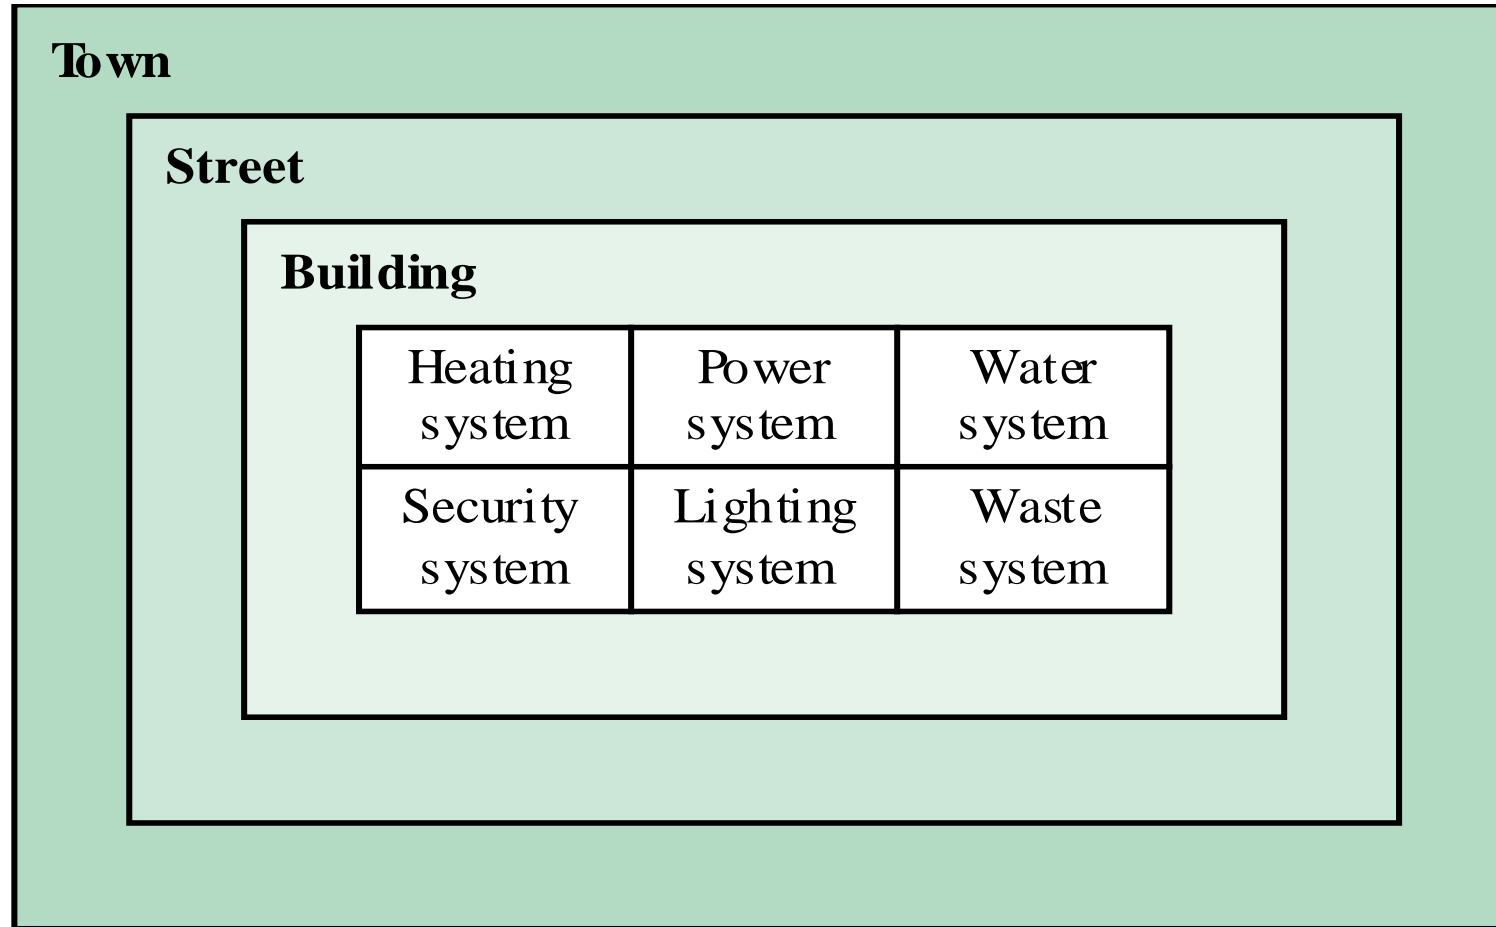 Town
Street
Building
Heating
system
Power
system
Water
system
Security
system
Lighting
system
Waste
system